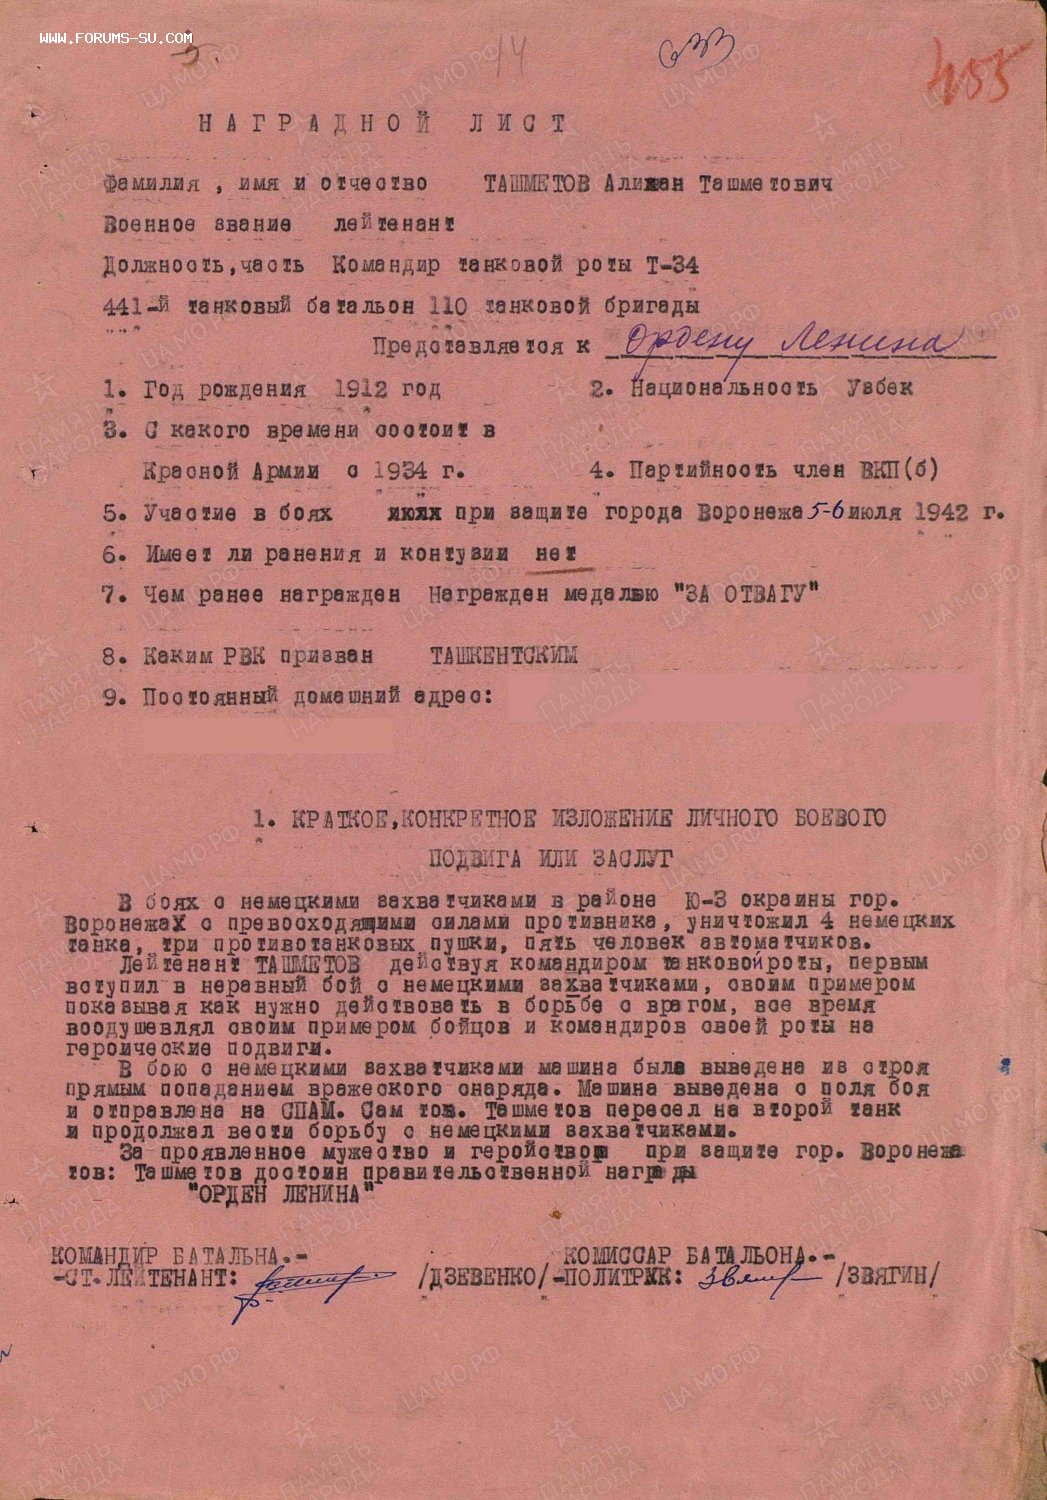 WWW.FORUMS-SU.COM
5.
14
633
455
НАГРАДНОЙ ЛИСТ
Фамилия , имя и отчество ТАШМЕТОВ Алижан Ташметович
Военное звание лейтенант
Должность,часть Командир танковой роты Т-34
441-й танковый батальон 110 танковой бригады
Представляется к Ордену Ленина
1. Год рождения 1912 год 2. Национальность Узбек
3. С какого времени состоит в
Красной Армии с 1934 г. 4. Партийность член ВКП(б)
5. Участие в боях июля при защите города Воронежа 5-6 июля 1942 г.
6. Имеет ли ранения и контузии нет
7. Чем ранее награжден Награжден медалью "ЗА ОТВАГУ"
8. Каким РВК призван ТАШКЕНТСКИМ
9. Постоянный домашний адрес:
1. КРАТКОЕ,КОНКРЕТНОЕ ИЗЛОЖЕНИЕ ЛИЧНОГО БОЕВОГО
ПОДВИГА ИЛИ ЗАСЛУГ
В боях с немецкими захватчиками в районе Ю-З окраины гор.
Воронежа с превосходящими силами противника, уничтожил 4 немецких
танка, три противотанковых пушки, пять человек автоматчиков.
Лейтенант ТАШМЕТОВ действуя командиром танковой роты, первым
вступил в неравный бой с немецкими захватчиками, своим примером
показывая как нужно действовать в борьбе с врагом, все время
воодушевлял своим примером бойцов и командиров своей роты на
героические подвиги.
В бою с немецкими захватчиками машина была выведена из строя
прямым попаданием вражеского снаряда. Машина выведена с поля боя
и отправлена на СПАМ. Сам тов. Ташметов пересел на второй танк
и продолжал вести борьбу с немецкими захватчиками.
За проявленное мужество и геройство при защите гор. Воронежа
тов: Ташметов достоин правительственной награды
"ОРДЕН ЛЕНИНА"
КОМАНДИР БАТАЛЬНА.- КОМИССАР БАТАЛЬОНА.-
-СТ.ЛЕЙТЕНАНТ: /ДЗЕВЕНКО/ -ПОЛИТРУК: Звягин /ЗВЯГИН/